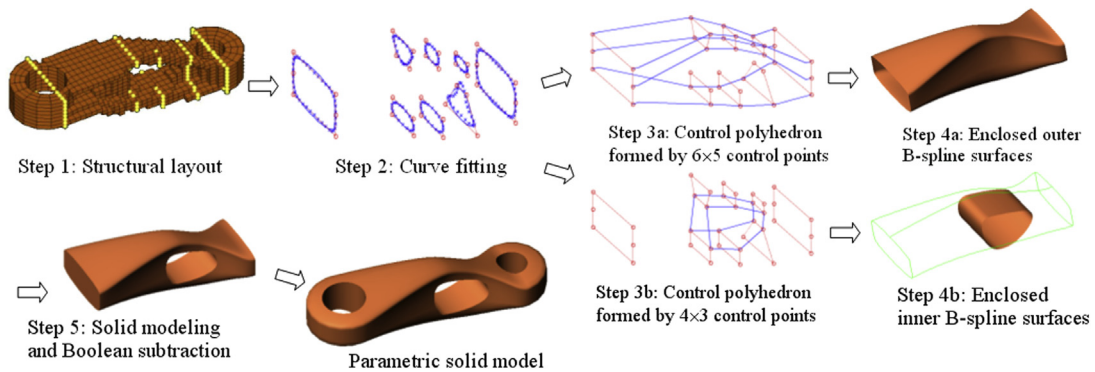 Step 1: Structural layout
Step 2: Curve fitting
Step 3a: Control polyhedron
formed by 6×5 control points
Step 4a: Enclosed outer
B-spline surfaces
Step 3b: Control polyhedron
formed by 4×3 control points
Step 4b: Enclosed
inner B-spline surfaces
Step 5: Solid modeling
and Boolean subtraction
Parametric solid model